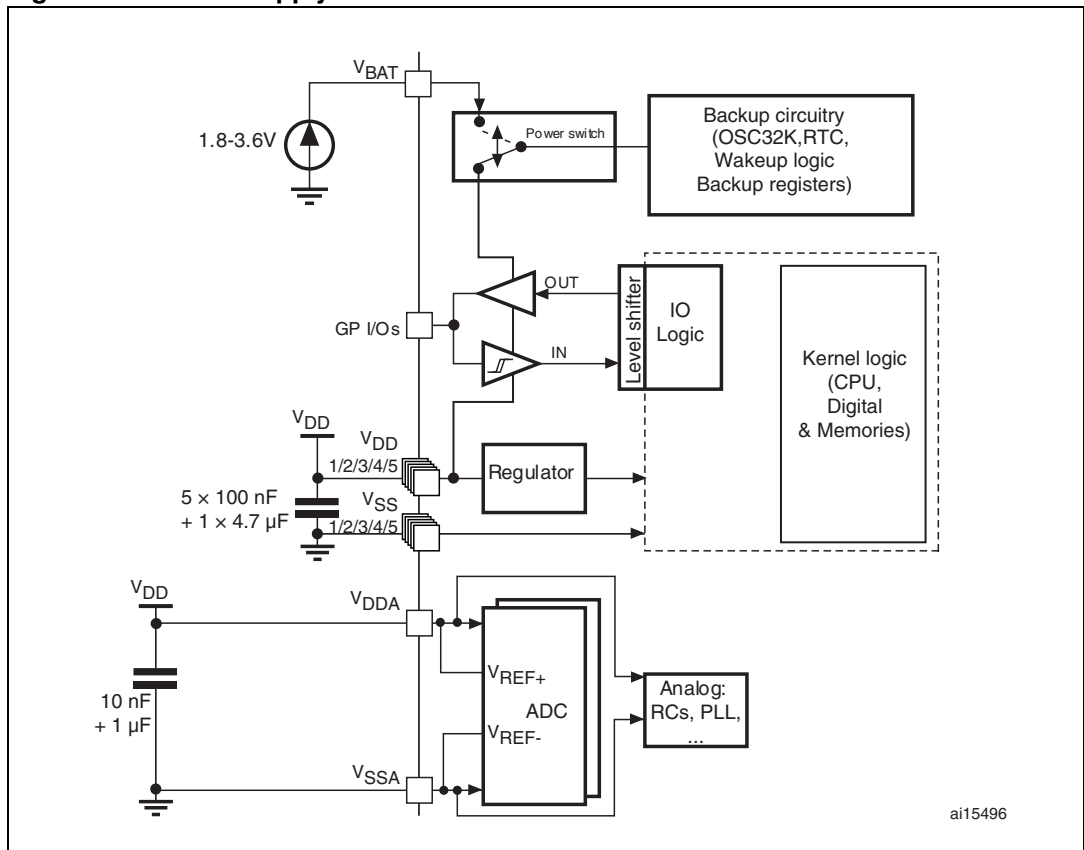 VBAT
1.8-3.6V
Power switch
Backup circuitry
(OSC32K,RTC,
Wakeup logic
Backup registers)
GP I/Os
OUT
IN
Level shifter
IO
Logic
Kernel logic
(CPU,
Digital
& Memories)
VDD
VDD
1/2/3/4/5
Regulator
5 × 100 nF
+ 1 × 4.7 µF
VSS
1/2/3/4/5
VDD
VDDA
VREF+
ADC
VREF-
10 nF
+ 1 µF
Analog:
RCs, PLL,
...
VSSA
ai15496